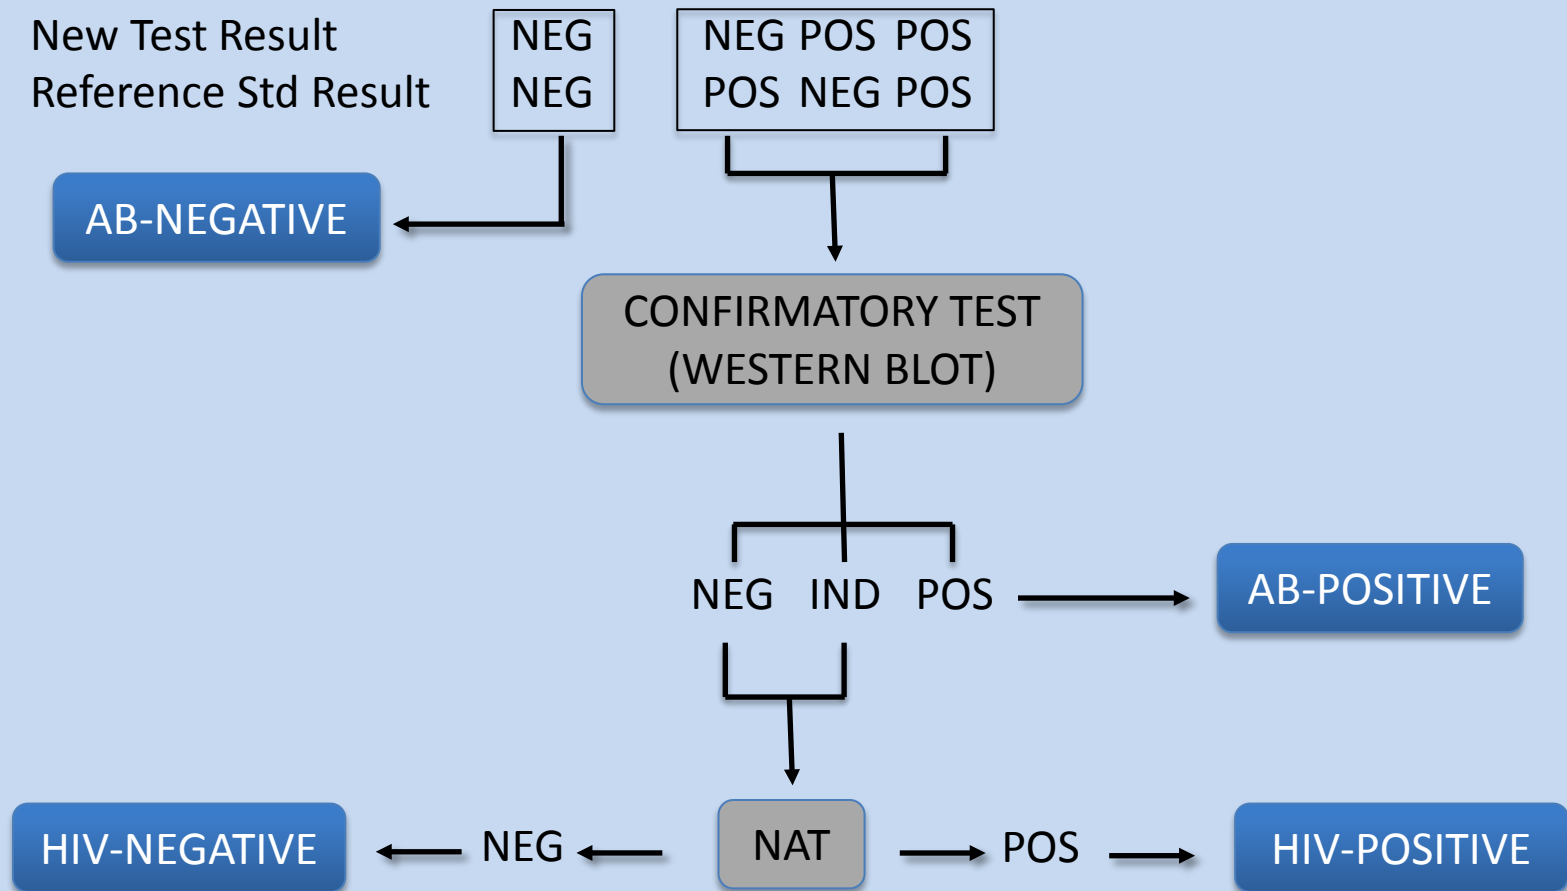 New Test Result NEG NEG POS POS
Reference Std Result NEG POS NEG POS
AB-NEGATIVE
CONFIRMATORY TEST
(WESTERN BLOT)
NEG IND POS AB-POSITIVE
HIV-NEGATIVE NEG NAT POS HIV-POSITIVE